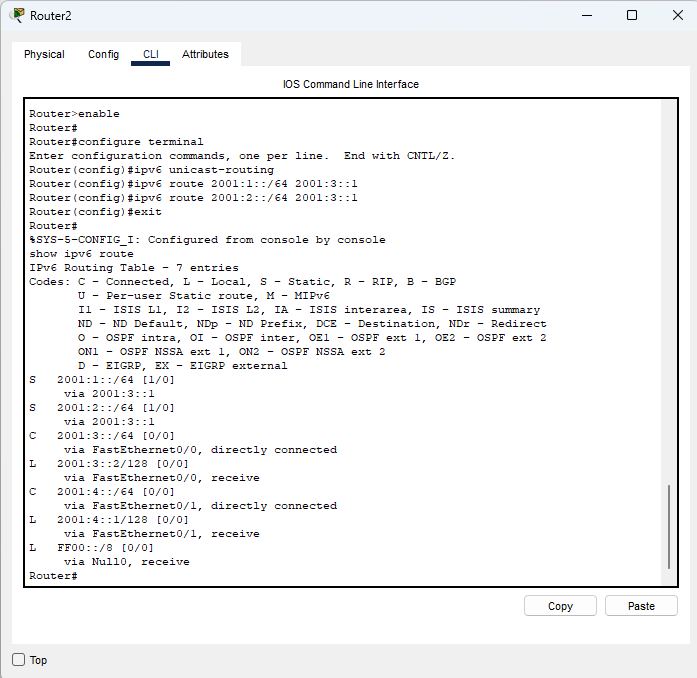 Router2
Physical Config CLI Attributes
IOS Command Line Interface
Router>enable
Router#
Router#configure terminal
Enter configuration commands, one per line.  End with CNTL/Z.
Router(config)#ipv6 unicast-routing
Router(config)#ipv6 route 2001:1::/64 2001:3::1
Router(config)#ipv6 route 2001:2::/64 2001:3::1
Router(config)#exit
Router#
%SYS-5-CONFIG_I: Configured from console by console
show ipv6 route
IPv6 Routing Table - 7 entries
Codes: C - Connected, L - Local, S - Static, R - RIP, B - BGP
       U - Per-user Static route, M - MIPv6
       I1 - ISIS L1, I2 - ISIS L2, IA - ISIS interarea, IS - ISIS summary
       ND - ND Default, NDp - ND Prefix, DCE - Destination, NDr - Redirect
       O - OSPF intra, OI - OSPF inter, OE1 - OSPF ext 1, OE2 - OSPF ext 2
       ON1 - OSPF NSSA ext 1, ON2 - OSPF NSSA ext 2
       D - EIGRP, EX - EIGRP external
S   2001:1::/64 [1/0]
     via 2001:3::1
S   2001:2::/64 [1/0]
     via 2001:3::1
C   2001:3::/64 [0/0]
     via FastEthernet0/0, directly connected
L   2001:3::2/128 [0/0]
     via FastEthernet0/0, receive
C   2001:4::/64 [0/0]
     via FastEthernet0/1, directly connected
L   2001:4::1/128 [0/0]
     via FastEthernet0/1, receive
L   FF00::/8 [0/0]
     via Null0, receive
Router#
Copy Paste
Top